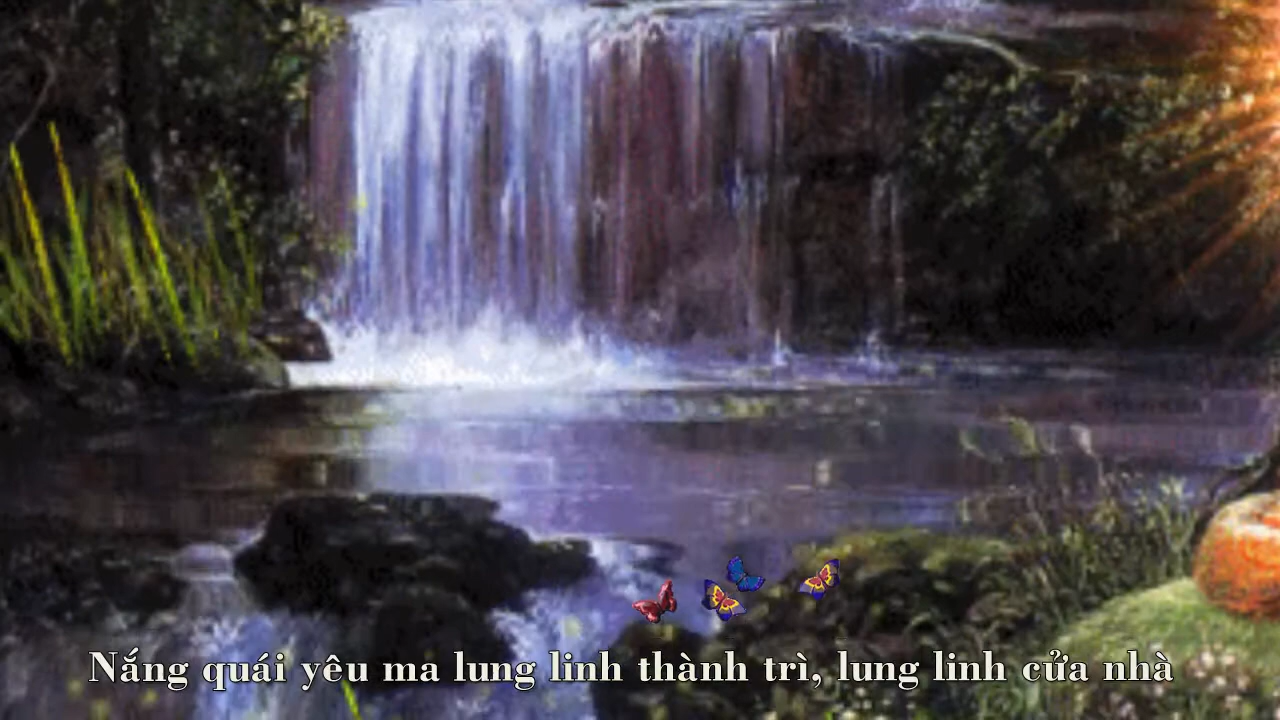 Nắng quái yêu ma lung linh thành trì, lung linh cửa nhà